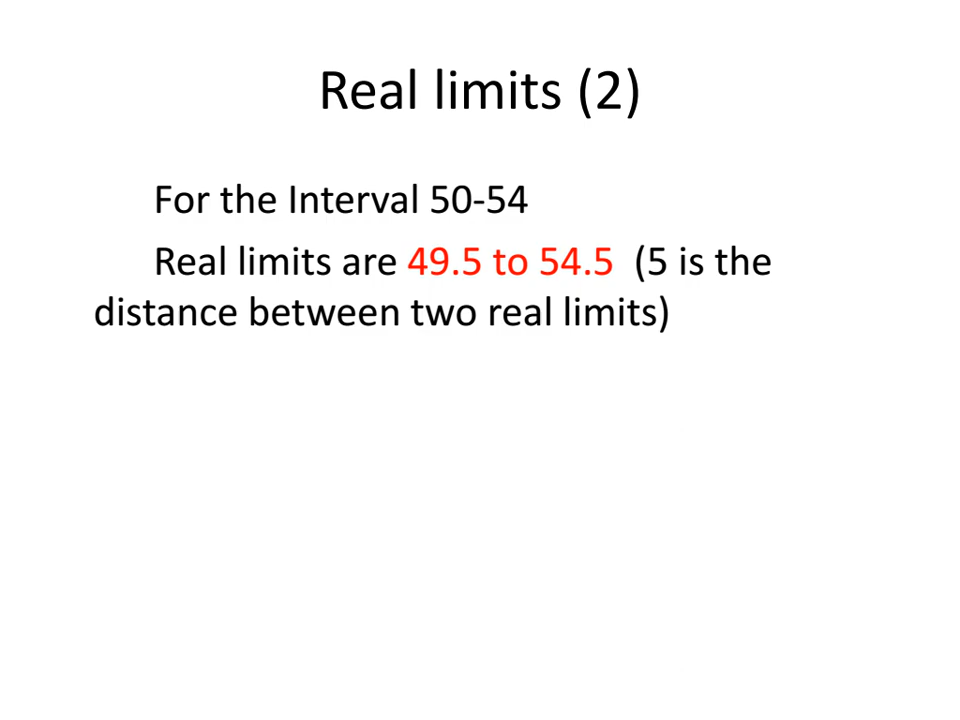 Real limits (2)
For the Interval 50-54
Real limits are 49.5 to 54.5  (5 is the
distance between two real limits)